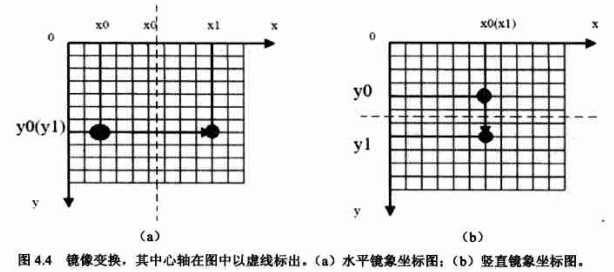 x0 x0 x1 x
0
y0(y1)
y
(a)
x0(x1) x
0
y0
y1
y
(b)
图 4.4 镜像变换，其中心轴在图中以虚线标出。(a) 水平镜象坐标图；(b) 竖直镜象坐标图。